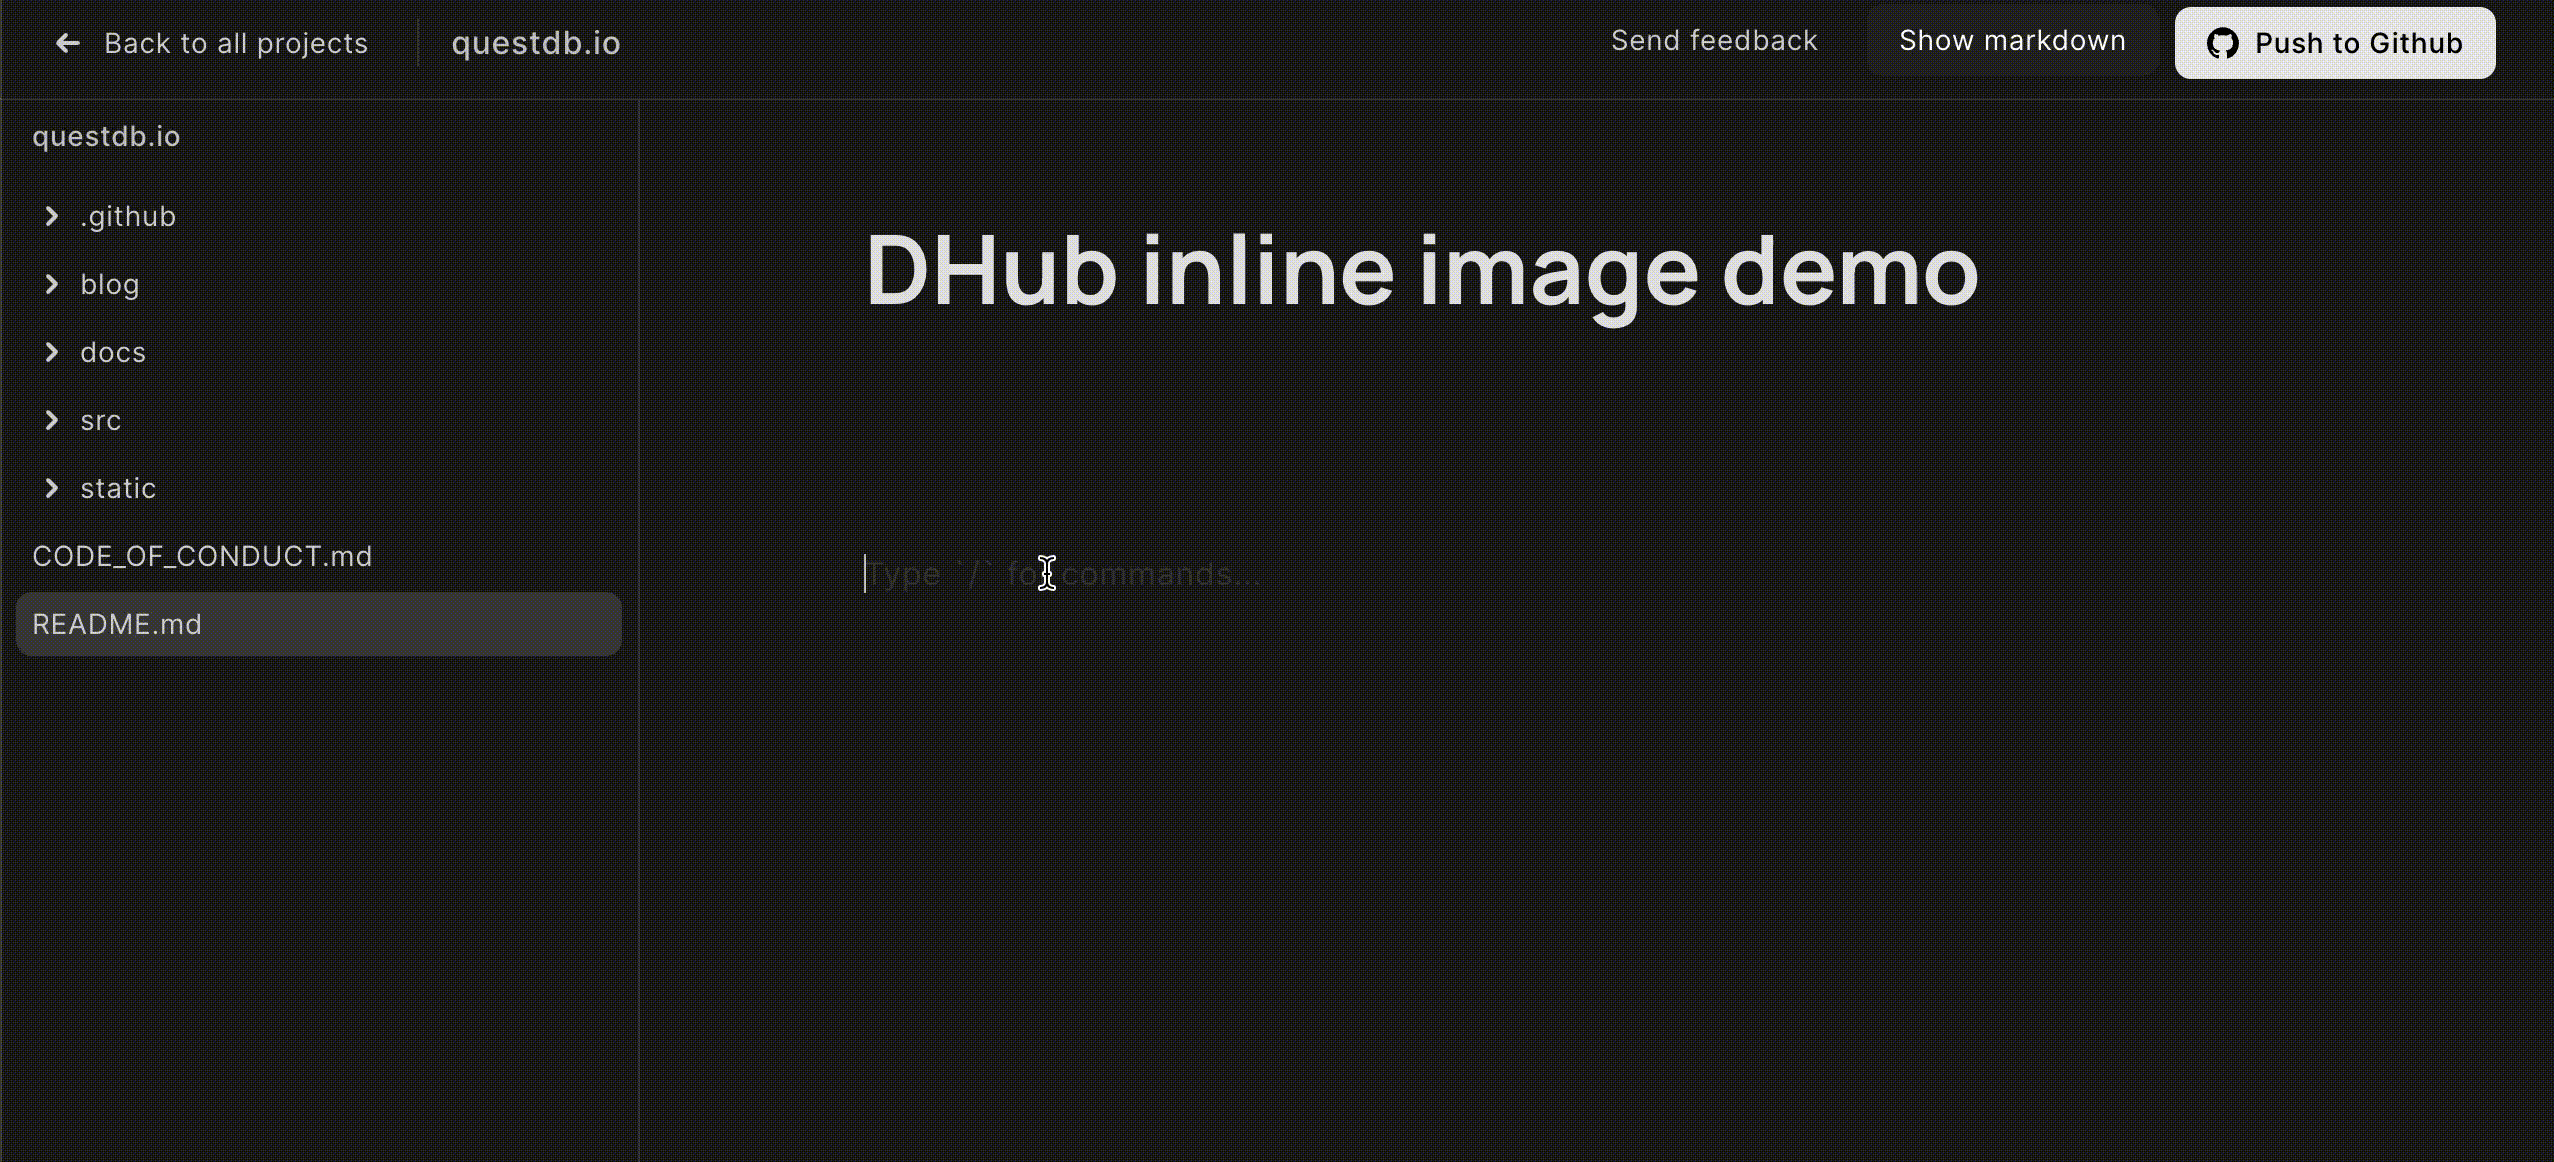 Back to all projects
questdb.io
Send feedback
Show markdown
Push to Github
questdb.io
.github
blog
docs
src
static
CODE_OF_CONDUCT.md
README.md
DHub inline image demo
Type `/` for commands...